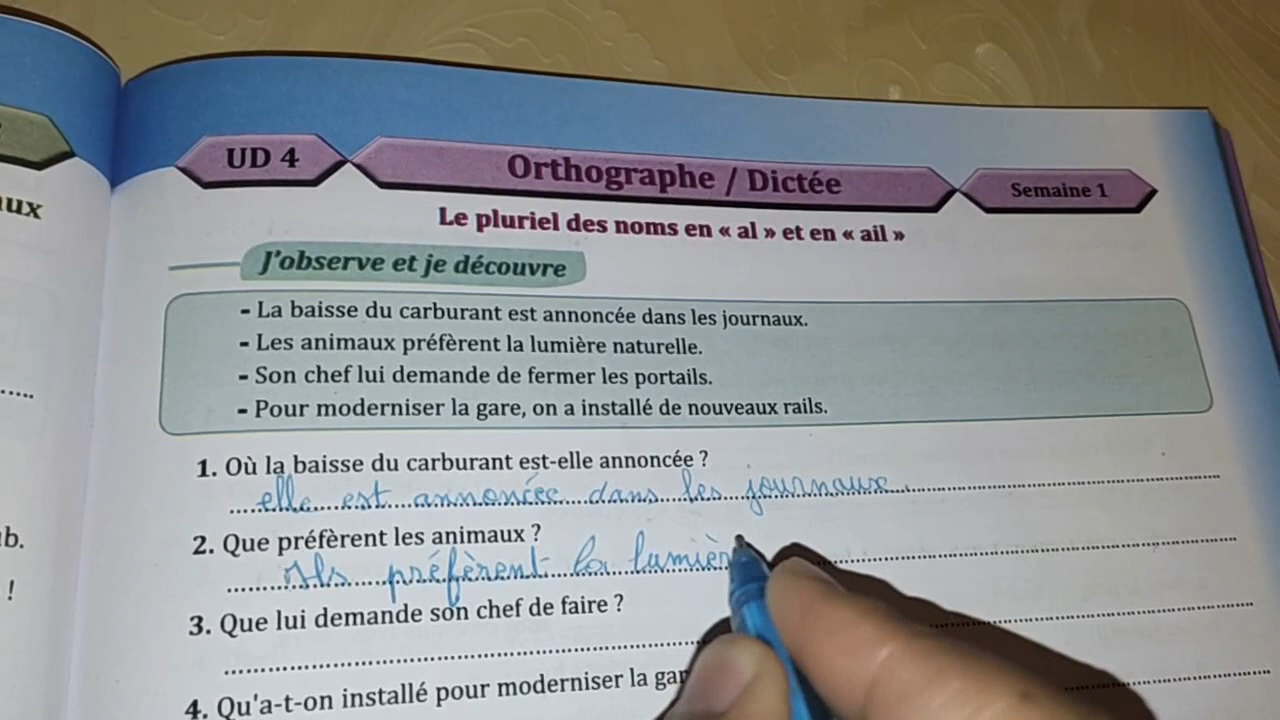 UD 4
Orthographe / Dictée
Semaine 1
Le pluriel des noms en « al » et en « ail »
J'observe et je découvre
- La baisse du carburant est annoncée dans les journaux.
- Les animaux préfèrent la lumière naturelle.
- Son chef lui demande de fermer les portails.
- Pour moderniser la gare, on a installé de nouveaux rails.
1. Où la baisse du carburant est-elle annoncée ?
elle est annoncée dans les journaux.
2. Que préfèrent les animaux ?
Ils préfèrent la lumièr
3. Que lui demande son chef de faire ?
4. Qu'a-t-on installé pour moderniser la gar